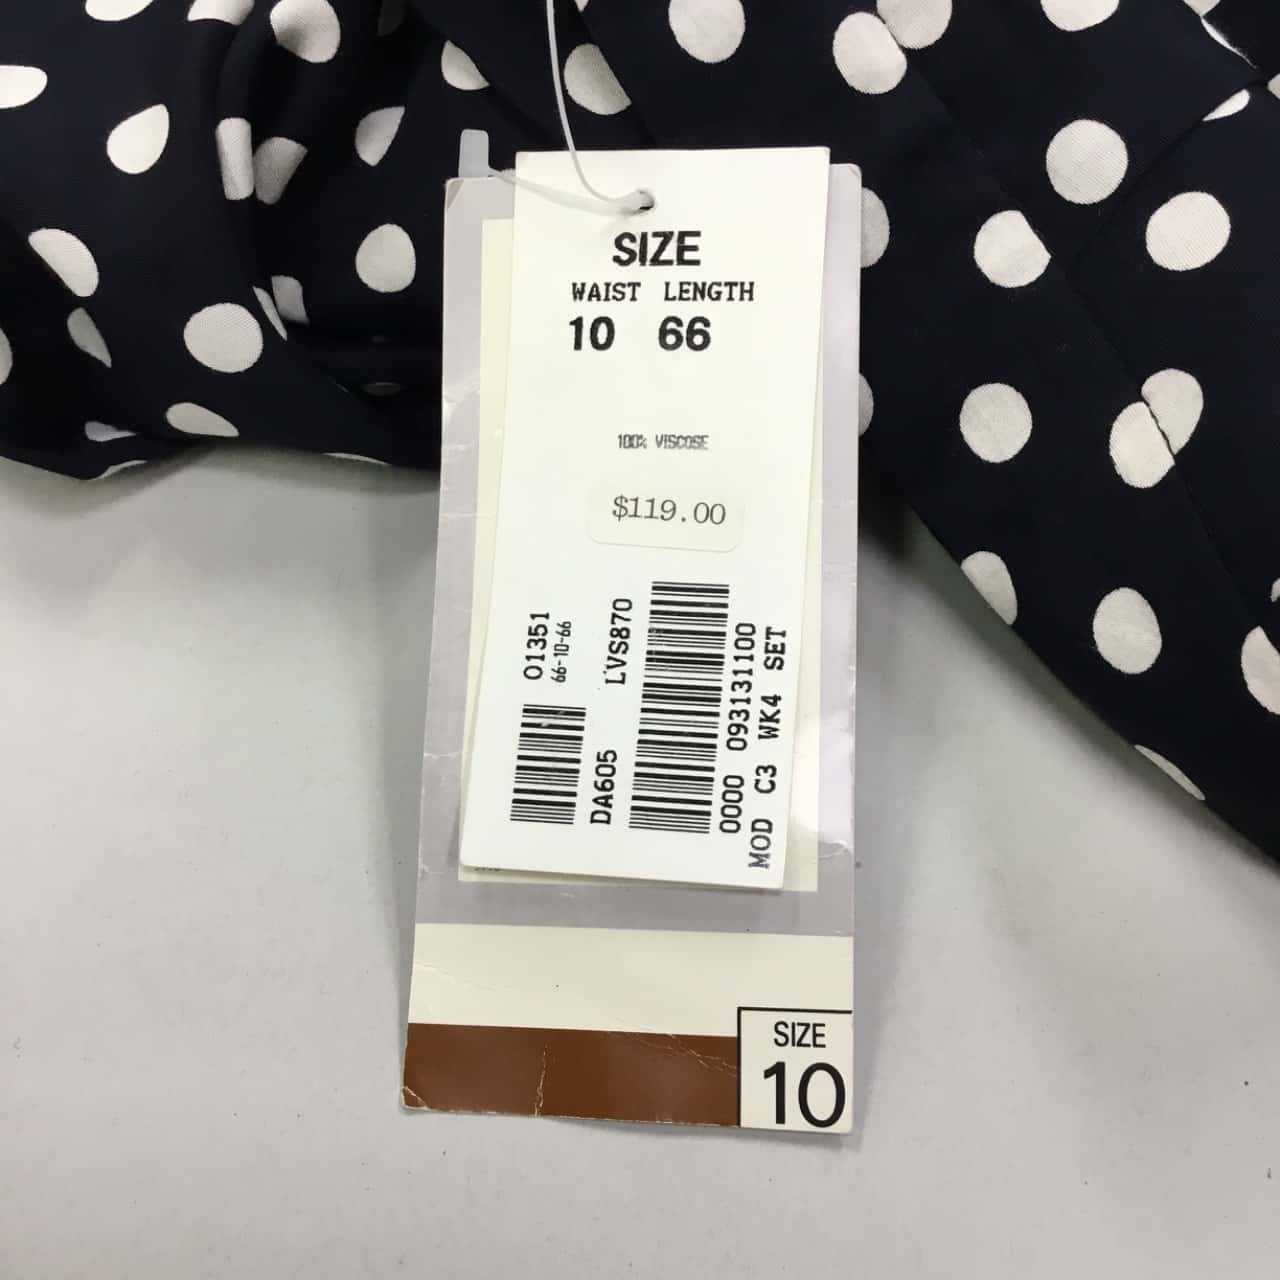 SIZE
WAIST LENGTH
10 66
100% VISCOSE
$119.00
01351
66-10-66
DA605 LVS870
0000 093131100
MOD C3 WK4 SET
SIZE
10